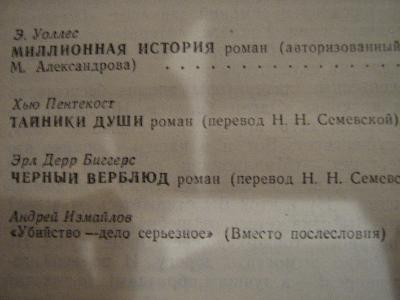 Э. Уоллес
МИЛЛИОННАЯ ИСТОРИЯ роман (авторизованный
М. Александрова) . . . . . . . . . . . . . .
Хью Пентекост
ТАЙНИКИ ДУШИ роман (перевод Н. Н. Семевской)
Эрл Дерр Биггерс
ЧЕРНЫЙ ВЕРБЛЮД роман (перевод Н. Н. Семевс
Андрей Измайлов
«Убийство —дело серьезное» (Вместо послесловия)